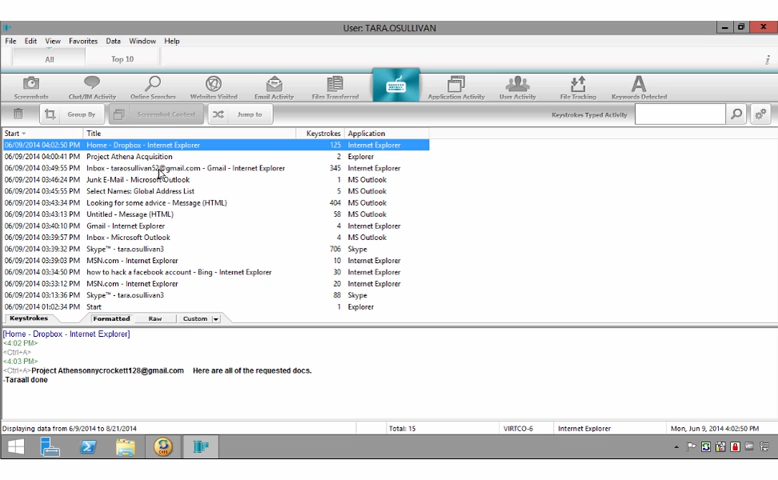 User: TARA.OSULLIVAN
File Edit View Favorites Data Window Help
All Top 10
Screenshots Chat/IM Activity Online Searches Websites Visited Email Activity Files Transferred Application Activity User Activity File Tracking Keywords Detected
Group By Screenshot Context Jump to Keystrokes Typed Activity
Start Title Keystrokes Application
06/09/2014 04:02:50 PM Home - Dropbox - Internet Explorer 125 Internet Explorer
06/09/2014 04:00:41 PM Project Athena Acquisition 2 Explorer
06/09/2014 03:49:55 PM Inbox - taraosullivan52@gmail.com - Gmail - Internet Explorer 345 Internet Explorer
06/09/2014 03:46:24 PM Junk E-Mail - Microsoft Outlook 1 MS Outlook
06/09/2014 03:45:55 PM Select Names: Global Address List 5 MS Outlook
06/09/2014 03:43:34 PM Looking for some advice - Message (HTML) 404 MS Outlook
06/09/2014 03:43:13 PM Untitled - Message (HTML) 58 MS Outlook
06/09/2014 03:40:10 PM Gmail - Internet Explorer 4 Internet Explorer
06/09/2014 03:39:57 PM Inbox - Microsoft Outlook 4 MS Outlook
06/09/2014 03:39:32 PM Skype™ - tara.osullivan3 706 Skype
06/09/2014 03:39:03 PM MSN.com - Internet Explorer 10 Internet Explorer
06/09/2014 03:34:50 PM how to hack a facebook account - Bing - Internet Explorer 30 Internet Explorer
06/09/2014 03:33:12 PM MSN.com - Internet Explorer 20 Internet Explorer
06/09/2014 03:13:36 PM Skype™ - tara.osullivan3 88 Skype
06/09/2014 01:02:34 PM Start 1 Explorer
Keystrokes Formatted Raw Custom
[Home - Dropbox - Internet Explorer]
<4:02 PM>
<Ctrl+A>
<4:03 PM>
<Ctrl+A>Project Athensonnycrockett128@gmail.com Here are all of the requested docs.
-Taraall done
Displaying data from 6/9/2014 to 8/21/2014 Total: 15 VIRTCO-6 Internet Explorer Mon, Jun 9, 2014 4:02:50 PM